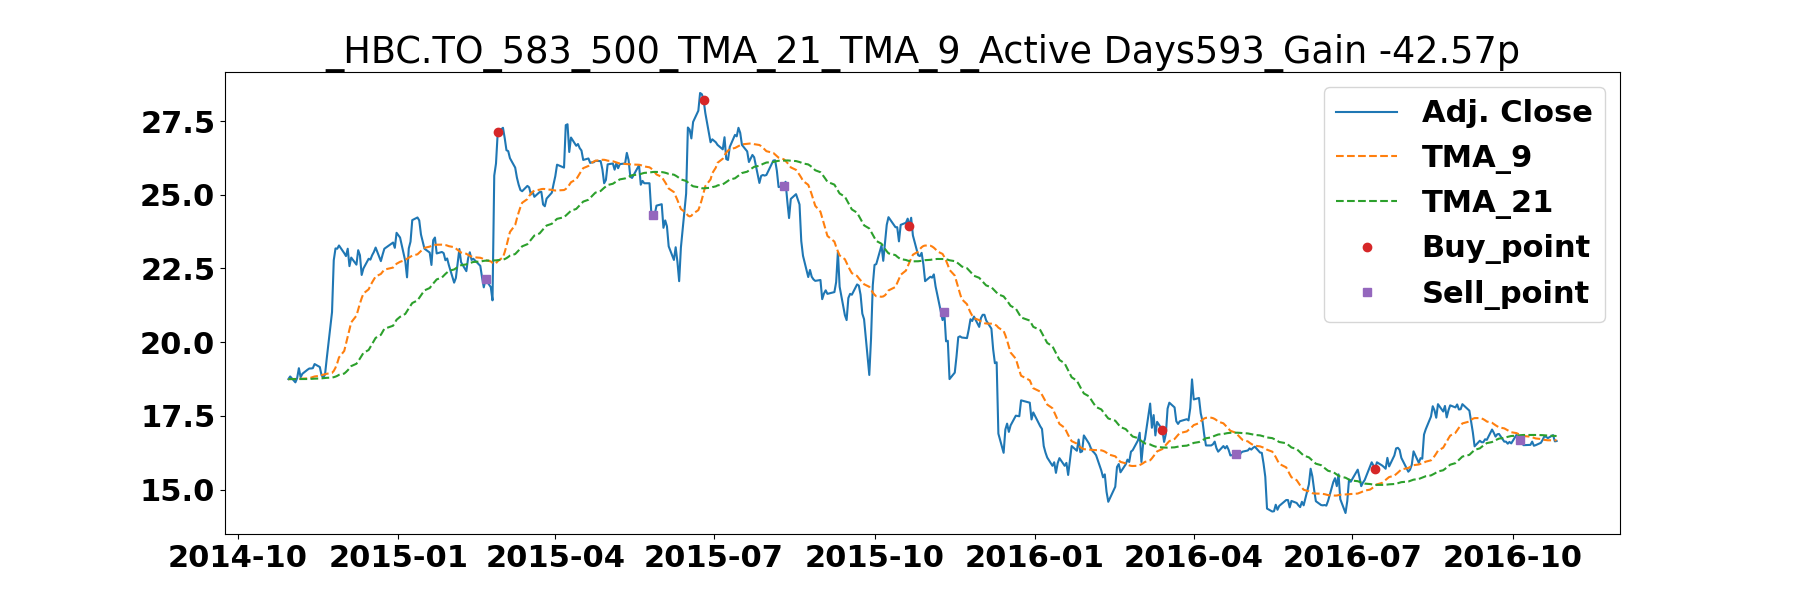 _HBC.TO_583_500_TMA_21_TMA_9_Active Days593_Gain -42.57p
27.5
25.0
22.5
20.0
17.5
15.0
Adj. Close
TMA_9
TMA_21
Buy_point
Sell_point
2014-10 2015-01 2015-04 2015-07 2015-10 2016-01 2016-04 2016-07 2016-10